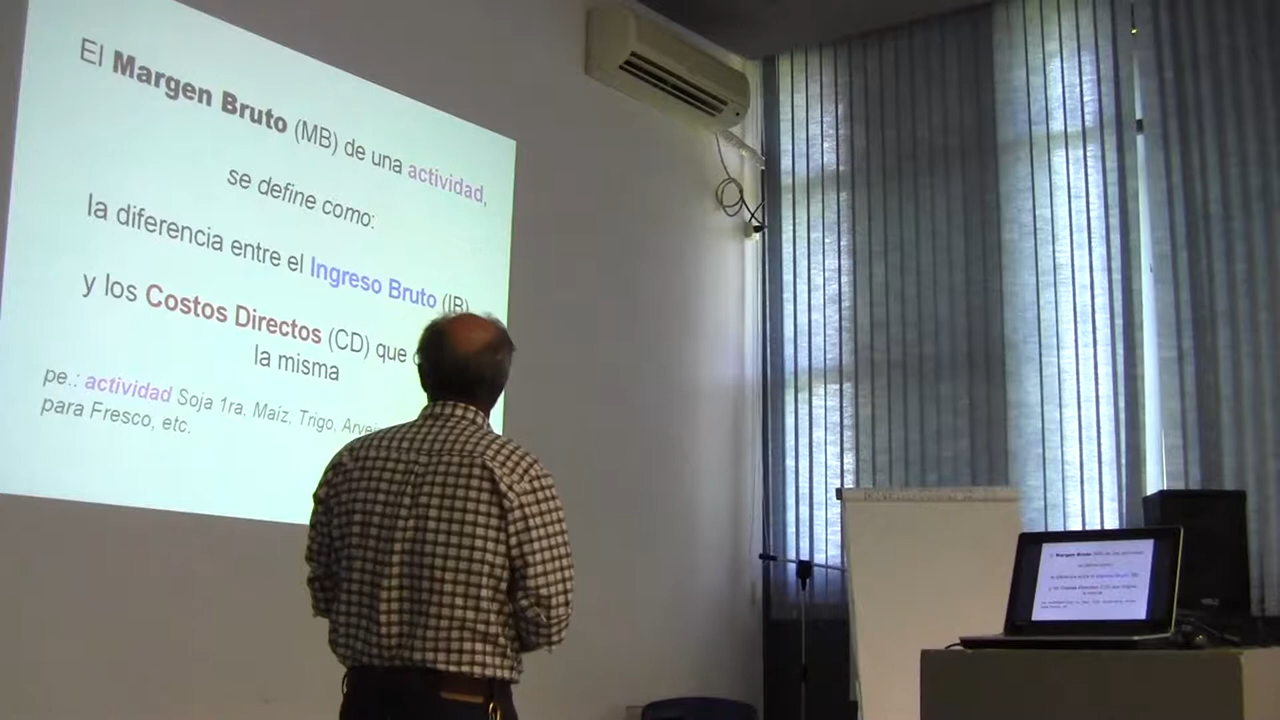 El Margen Bruto (MB) de una actividad,
se define como:
la diferencia entre el Ingreso Bruto (IB)
y los Costos Directos (CD) que
la misma
pe.: actividad Soja 1ra, Maíz, Trigo,
para Fresco, etc.